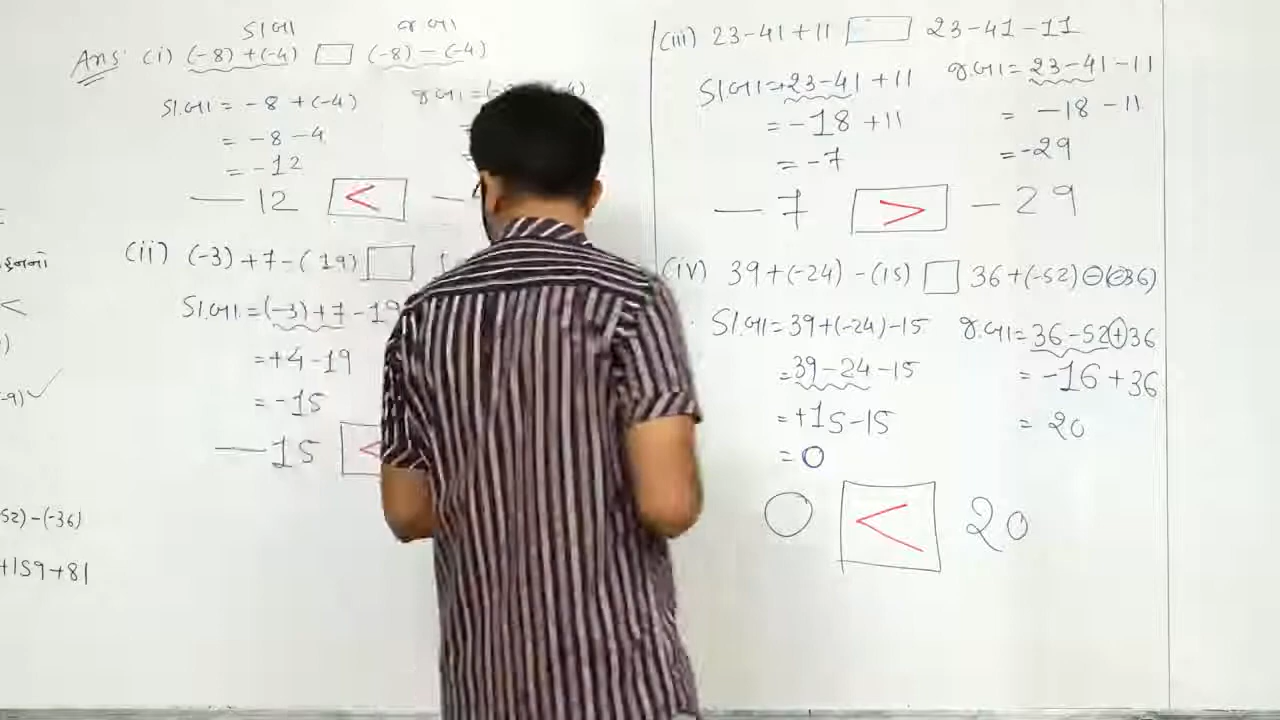 ડા.બા જ.બા
Ans: (i) (-8) + (-4) □ (-8) - (-4)
ડા.બા = -8 + (-4)
= -8 -4
= -12
-12 <
(ii) (-3) + 7 - (19) □
ડા.બા = (-3) + 7 - 19
= +4 - 19
= -15
-15 <
(iii) 23 - 41 + 11 □ 23 - 41 - 11
ડા.બા = +23 - 41 + 11
= -18 + 11
= -7
જ.બા = 23 - 41 - 11
= -18 - 11
= -29
-7 > -29
(iv) 39 + (-24) - (15) □ 36 + (-52) - (-36)
ડા.બા = 39 + (-24) - 15
= 39 - 24 - 15
= +15 - 15
= 0
જ.બા = 36 - 52 + 36
= -16 + 36
= 20
0 < 20
<
-9) ✓
52) - (-36)
+159 + 81